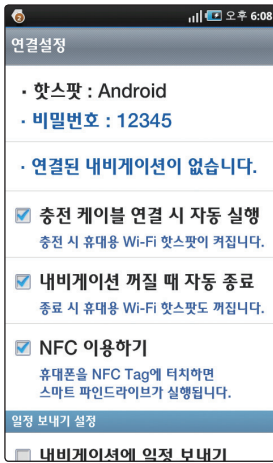 오후 6:08
연결설정
· 핫스팟 : Android
· 비밀번호 : 12345
· 연결된 내비게이션이 없습니다.
충전 케이블 연결 시 자동 실행
충전 시 휴대용 Wi-Fi 핫스팟이 켜집니다.
내비게이션 꺼질 때 자동 종료
종료 시 휴대용 Wi-Fi 핫스팟도 꺼집니다.
NFC 이용하기
휴대폰을 NFC Tag에 터치하면
스마트 파인드라이브가 실행됩니다.
일정 보내기 설정
내비게이션에 일정 보내기